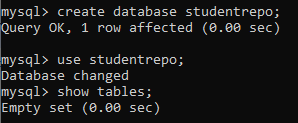 mysql> create database studentrepo;
Query OK, 1 row affected (0.00 sec)
mysql> use studentrepo;
Database changed
mysql> show tables;
Empty set (0.00 sec)